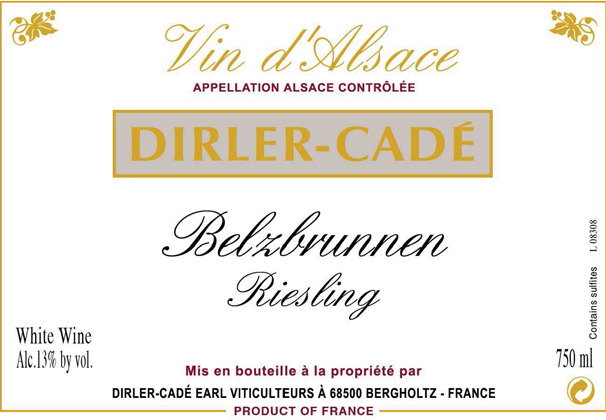 Vin d'Alsace
APPELLATION ALSACE CONTRÔLÉE
DIRLER-CADÉ
Belzbrunnen
Riesling
White Wine
Alc.13% by vol.
Mis en bouteille à la propriété par
DIRLER-CADÉ EARL VITICULTEURS À 68500 BERGHOLTZ - FRANCE
PRODUCT OF FRANCE
750 ml
Contains sulfites L 08308